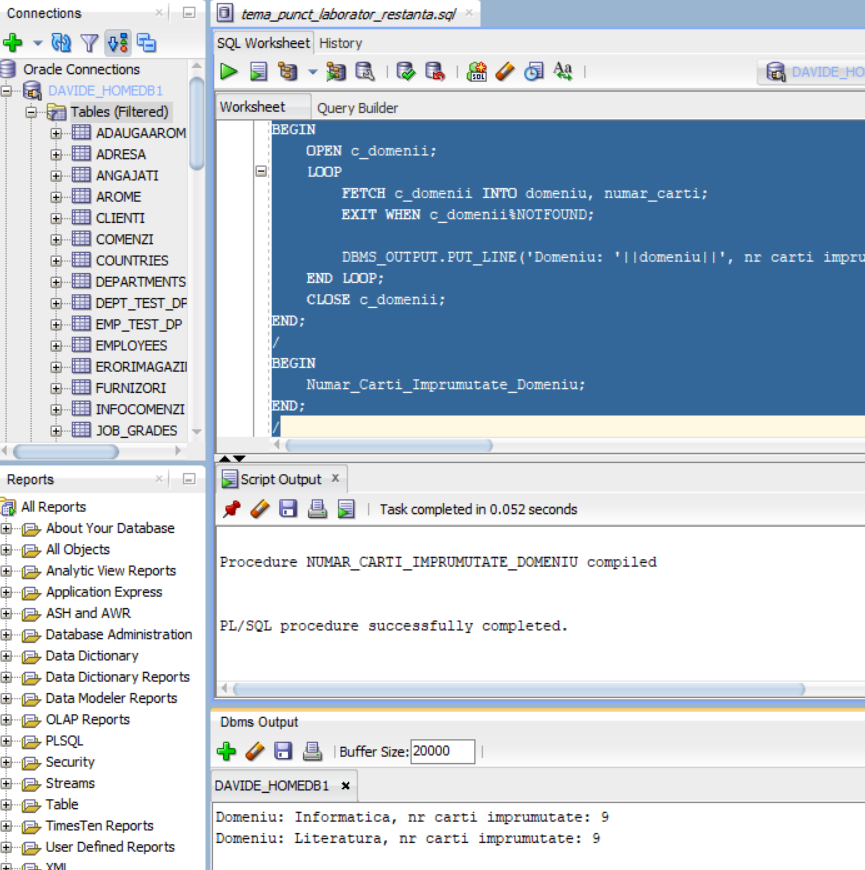 Connections
Oracle Connections
DAVIDE_HOMEDB1
Tables (Filtered)
ADAUGAAROM
ADRESA
ANGAJATI
AROME
CLIENTI
COMENZI
COUNTRIES
DEPARTMENTS
DEPT_TEST_DP
EMP_TEST_DP
EMPLOYEES
ERORIMAGAZI
FURNIZORI
INFOCOMENZI
JOB_GRADES
Reports
All Reports
About Your Database
All Objects
Analytic View Reports
Application Express
ASH and AWR
Database Administration
Data Dictionary
Data Dictionary Reports
Data Modeler Reports
OLAP Reports
PLSQL
Security
Streams
Table
TimesTen Reports
User Defined Reports
XML
tema_punct_laborator_restanta.sql
SQL Worksheet History
DAVIDE_HO
Worksheet Query Builder
BEGIN
OPEN c_domenii;
LOOP
FETCH c_domenii INTO domeniu, numar_carti;
EXIT WHEN c_domenii%NOTFOUND;
DBMS_OUTPUT.PUT_LINE('Domeniu: '||domeniu||', nr carti impru
END LOOP;
CLOSE c_domenii;
END;
/
BEGIN
Numar_Carti_Imprumutate_Domeniu;
END;
/
Script Output x
Task completed in 0.052 seconds
Procedure NUMAR_CARTI_IMPRUMUTATE_DOMENIU compiled
PL/SQL procedure successfully completed.
Dbms Output
Buffer Size: 20000
DAVIDE_HOMEDB1 x
Domeniu: Informatica, nr carti imprumutate: 9
Domeniu: Literatura, nr carti imprumutate: 9